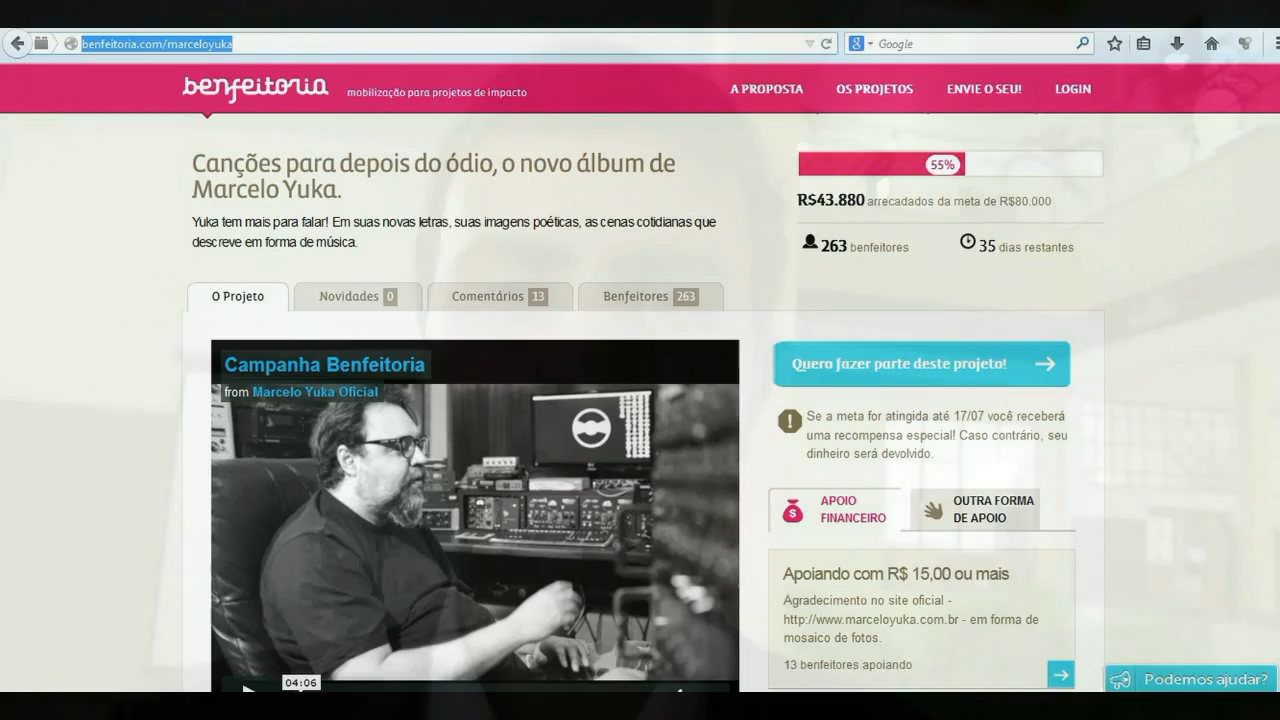 benfeitoria.com/marceloyuka
Google
benfeitoria
mobilização para projetos de impacto
A PROPOSTA
OS PROJETOS
ENVIE O SEU!
LOGIN
Canções para depois do ódio, o novo álbum de
Marcelo Yuka.
Yuka tem mais para falar! Em suas novas letras, suas imagens poéticas, as cenas cotidianas que
descreve em forma de música.
55%
R$43.880 arrecadados da meta de R$80.000
263 benfeitores
35 dias restantes
O Projeto
Novidades 0
Comentários 13
Benfeitores 263
Campanha Benfeitoria
from Marcelo Yuka Oficial
04:06
Quero fazer parte deste projeto!
Se a meta for atingida até 17/07 você receberá
uma recompensa especial! Caso contrário, seu
dinheiro será devolvido.
APOIO
FINANCEIRO
OUTRA FORMA
DE APOIO
Apoiando com R$ 15,00 ou mais
Agradecimento no site oficial -
http://www.marceloyuka.com.br - em forma de
mosaico de fotos.
13 benfeitores apoiando
Podemos ajudar?